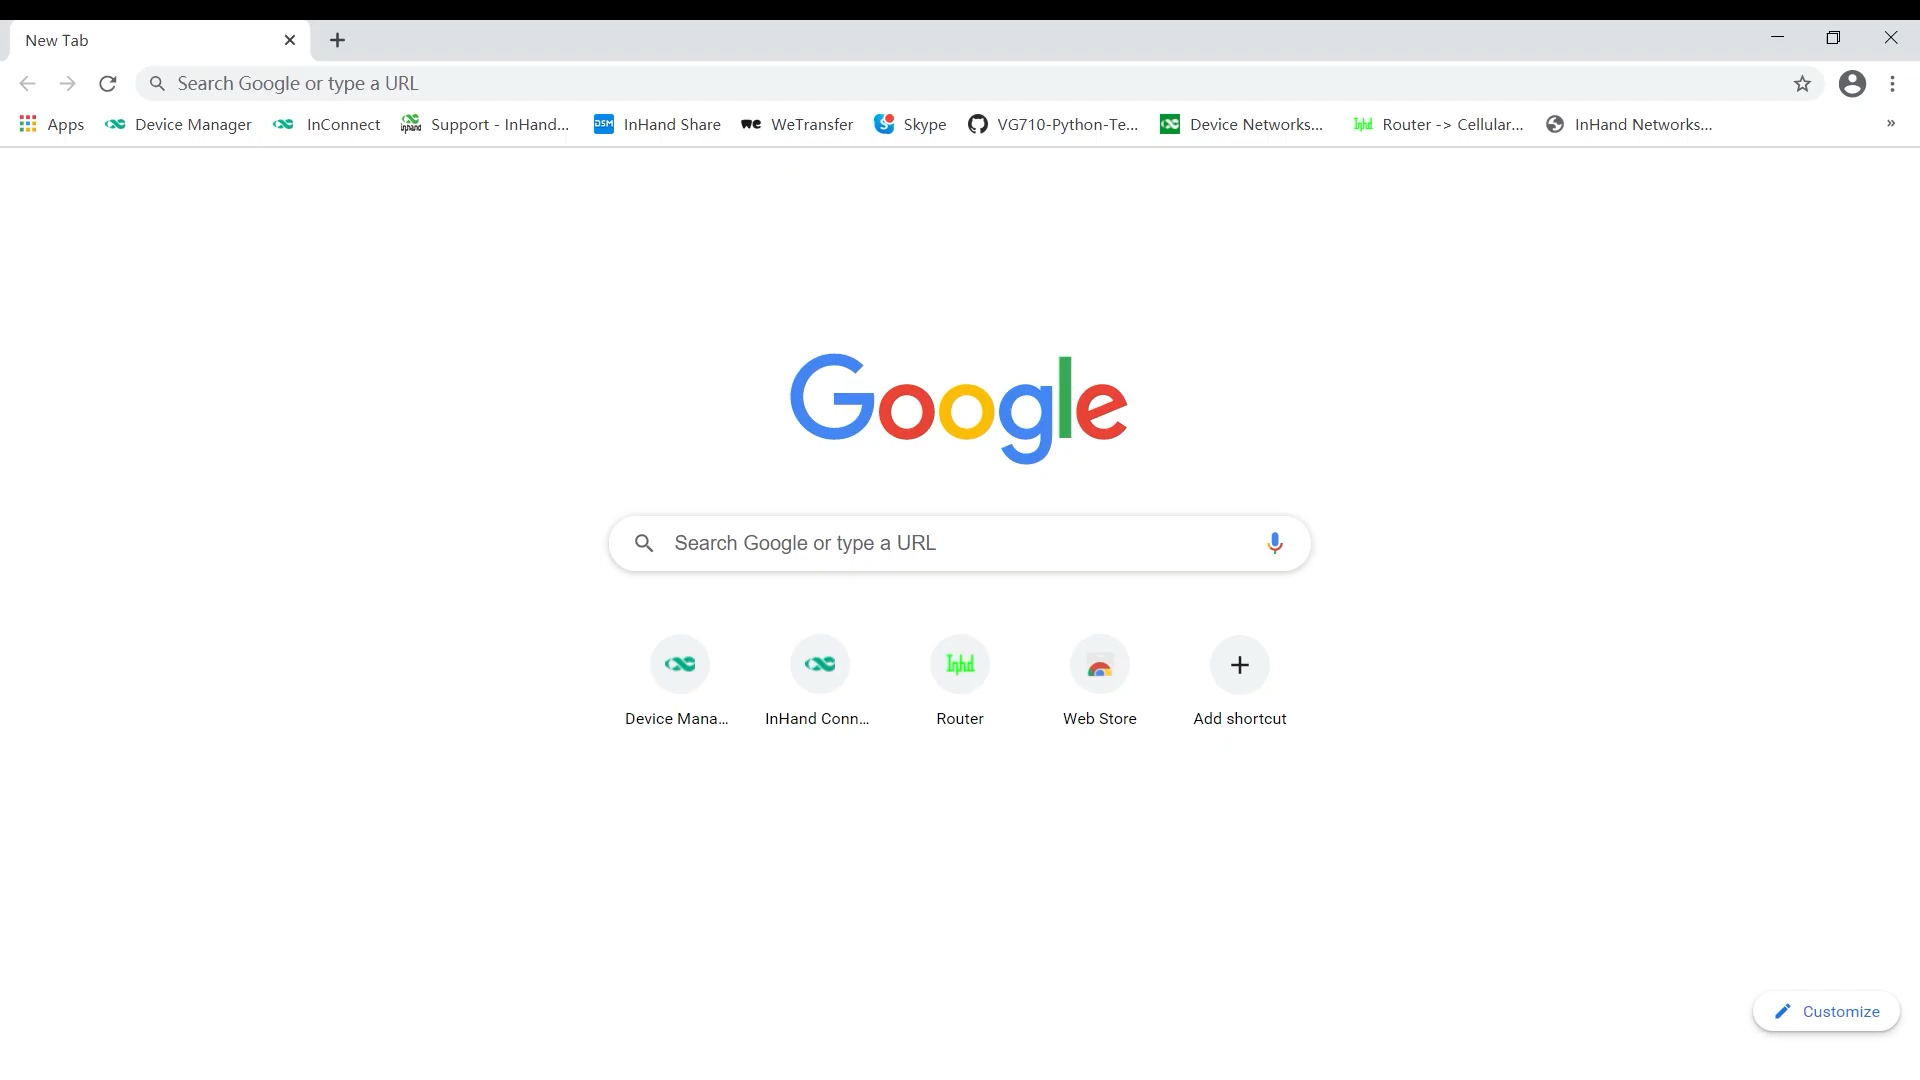 New Tab
Search Google or type a URL
Apps Device Manager InConnect Support - InHand... InHand Share WeTransfer Skype VG710-Python-Te... Device Networks... Router -> Cellular... InHand Networks... »
Google
Search Google or type a URL
Inhd
Device Mana... InHand Conn... Router Web Store Add shortcut
Customize